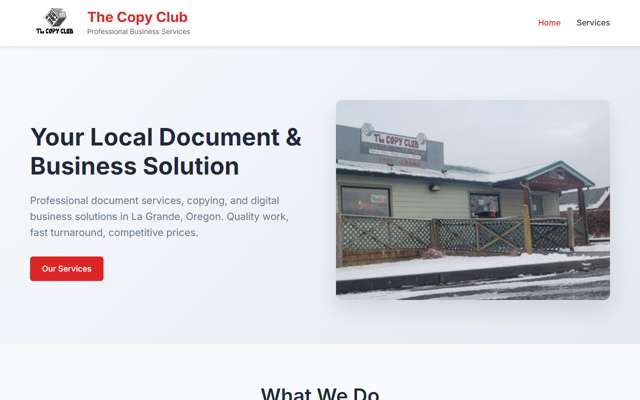 The COPY CLUB
The Copy Club
Professional Business Services
Home
Services
Your Local Document &
Business Solution
Professional document services, copying, and digital
business solutions in La Grande, Oregon. Quality work,
fast turnaround, competitive prices.
Our Services
The COPY CLUB
What We Do